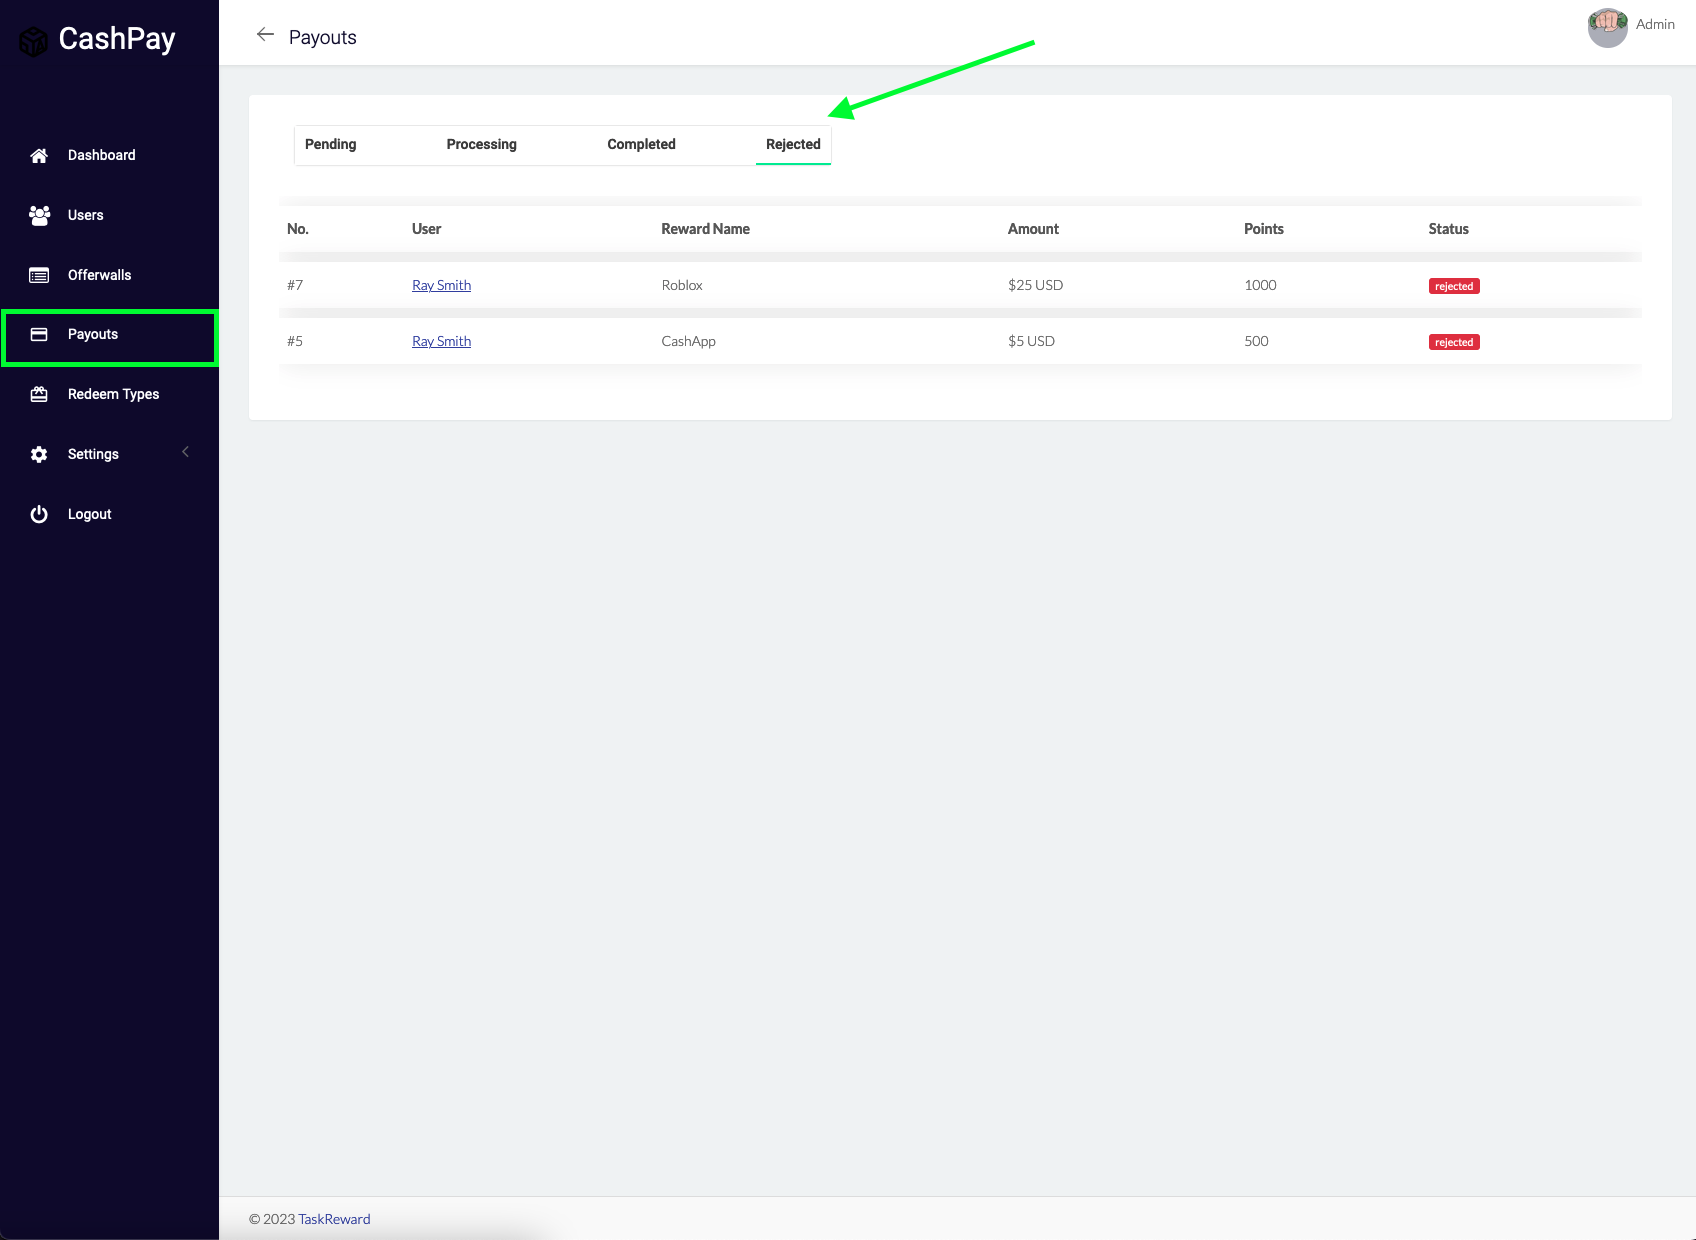 CashPay
Payouts
Admin
Dashboard
Users
Offerwalls
Payouts
Redeem Types
Settings
Logout
Pending Processing Completed Rejected
No. User Reward Name Amount Points Status
#7 Ray Smith Roblox $25 USD 1000 rejected
#5 Ray Smith CashApp $5 USD 500 rejected
© 2023 TaskReward